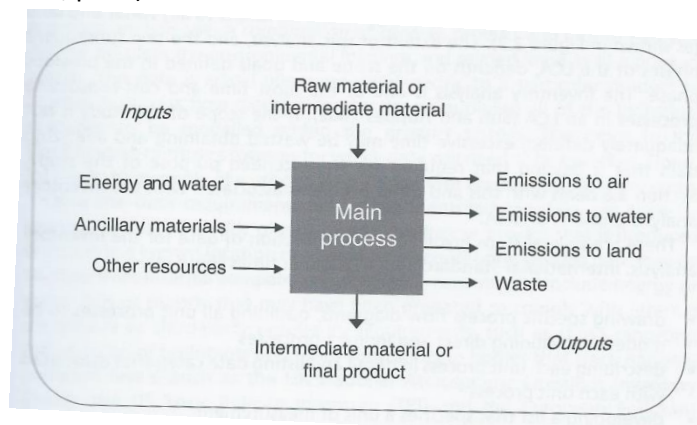 Raw material or
intermediate material
Inputs
Energy and water
Ancillary materials
Other resources
Main
process
Emissions to air
Emissions to water
Emissions to land
Waste
Intermediate material or
final product
Outputs